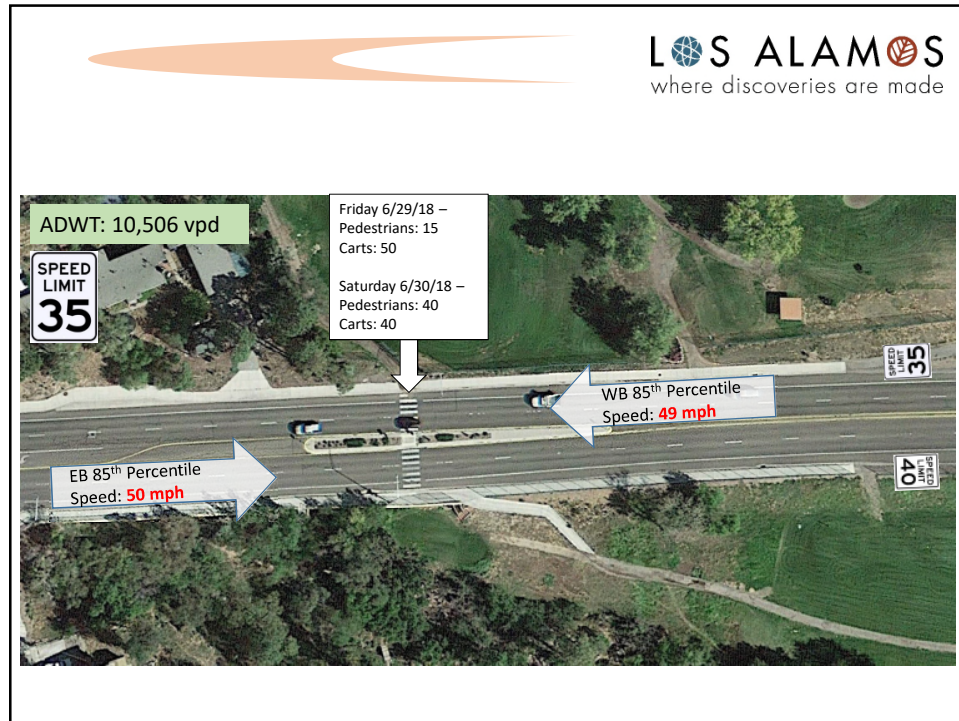 LOS ALAMOS
where discoveries are made
ADWT: 10,506 vpd
Friday 6/29/18 –
Pedestrians: 15
Carts: 50
Saturday 6/30/18 –
Pedestrians: 40
Carts: 40
SPEED
LIMIT
35
SPEED
LIMIT
35
WB 85th Percentile
Speed: 49 mph
EB 85th Percentile
Speed: 50 mph
SPEED
LIMIT
40